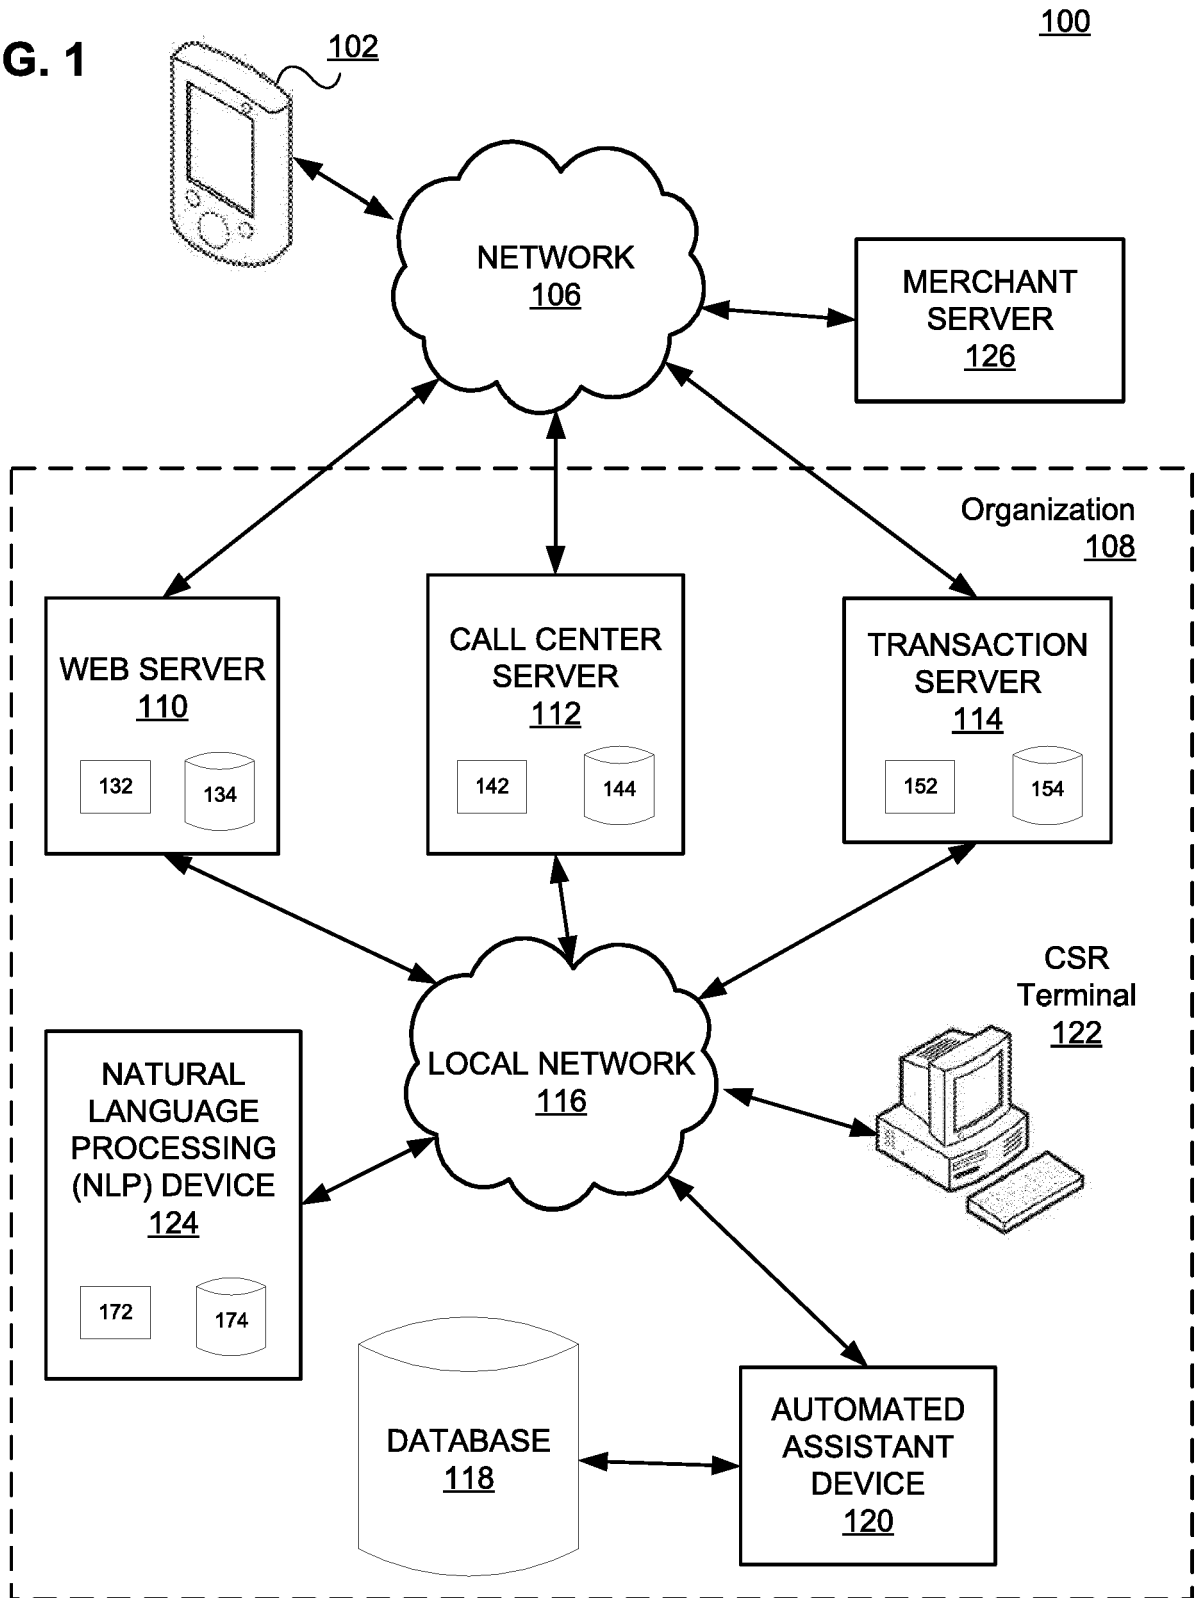 100
G. 1
102
NETWORK
106
MERCHANT
SERVER
126
Organization
108
WEB SERVER
110
132
134
CALL CENTER
SERVER
112
142
144
TRANSACTION
SERVER
114
152
154
LOCAL NETWORK
116
CSR
Terminal
122
NATURAL
LANGUAGE
PROCESSING
(NLP) DEVICE
124
172
174
DATABASE
118
AUTOMATED
ASSISTANT
DEVICE
120